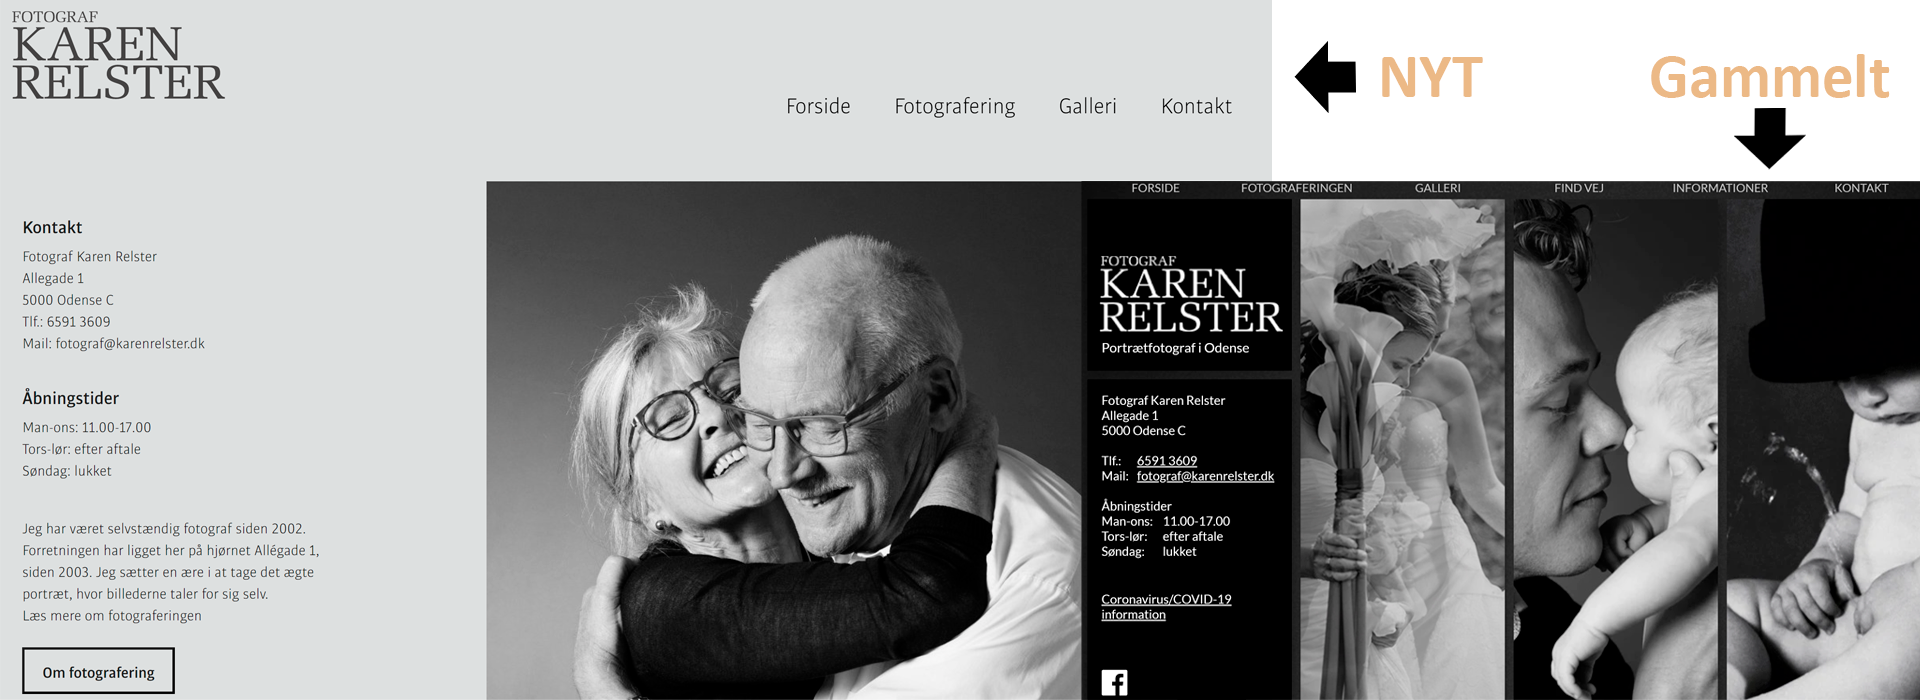 FOTOGRAF
KAREN
RELSTER
Forside Fotografering Galleri Kontakt
NYT
Gammelt
Kontakt
Fotograf Karen Relster
Allegade 1
5000 Odense C
Tlf.: 6591 3609
Mail: fotograf@karenrelster.dk
Åbningstider
Man-ons: 11.00-17.00
Tors-lør: efter aftale
Søndag: lukket
Jeg har været selvstændig fotograf siden 2002.
Forretningen har ligget her på hjørnet Allégade 1,
siden 2003. Jeg sætter en ære i at tage det ægte
portræt, hvor billederne taler for sig selv.
Læs mere om fotograferingen
Om fotografering
FORSIDE FOTOGRAFERINGEN GALLERI FIND VEJ INFORMATIONER KONTAKT
FOTOGRAF
KAREN
RELSTER
Portrætfotograf i Odense
Fotograf Karen Relster
Allegade 1
5000 Odense C
Tlf.: 6591 3609
Mail: fotograf@karenrelster.dk
Åbningstider
Man-ons: 11.00-17.00
Tors-lør: efter aftale
Søndag: lukket
Coronavirus/COVID-19
information